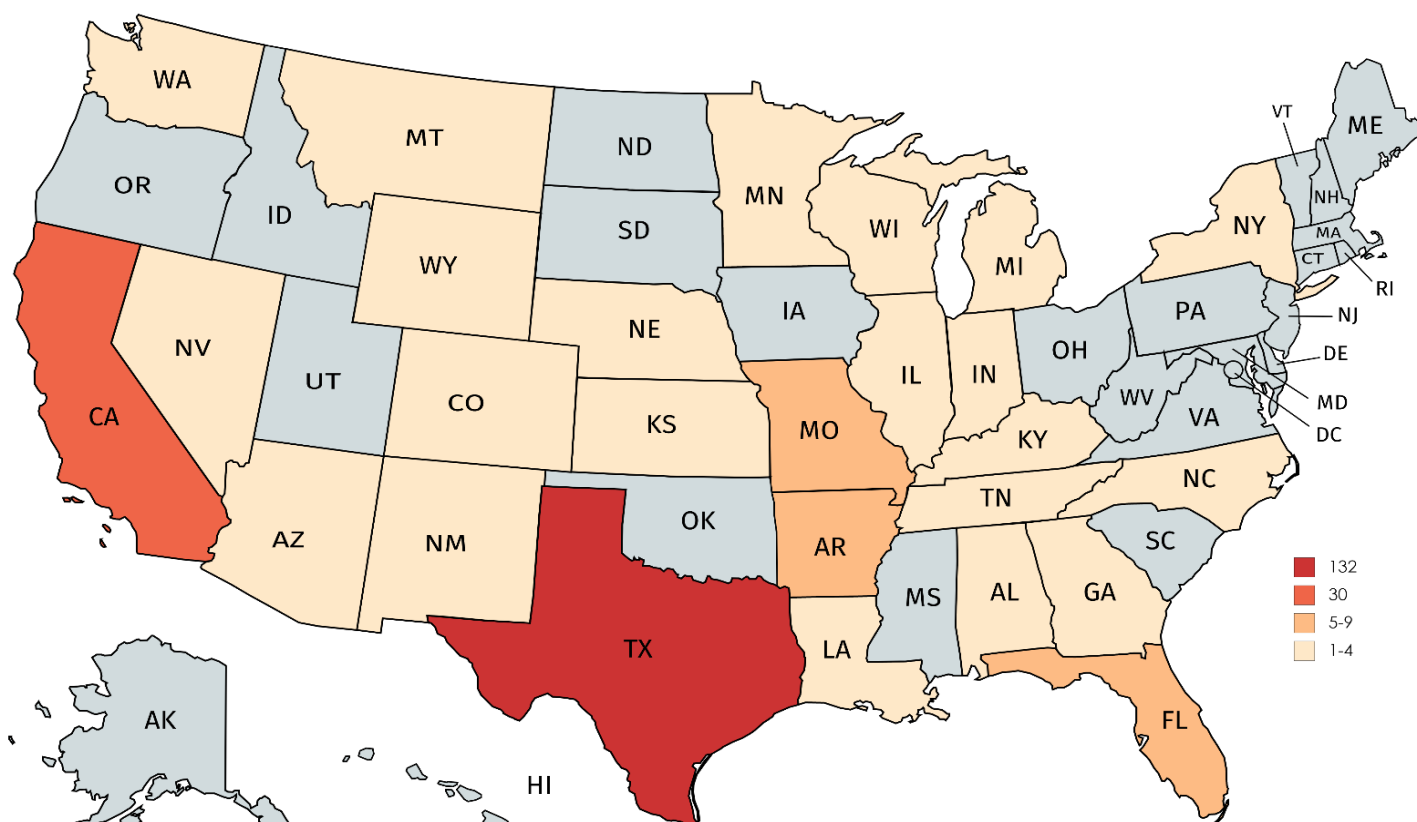 WA
MT
ND
MN
OR
ID
SD
WY
WI
MI
NY
VT
ME
NH
MA
CT
RI
NJ
DE
MD
DC
PA
IA
NE
NV
UT
CO
CA
KS
MO
IL
IN
OH
WV
VA
KY
NC
TN
AZ
NM
OK
AR
SC
MS
AL
GA
TX
LA
FL
AK
HI
132
30
5-9
1-4